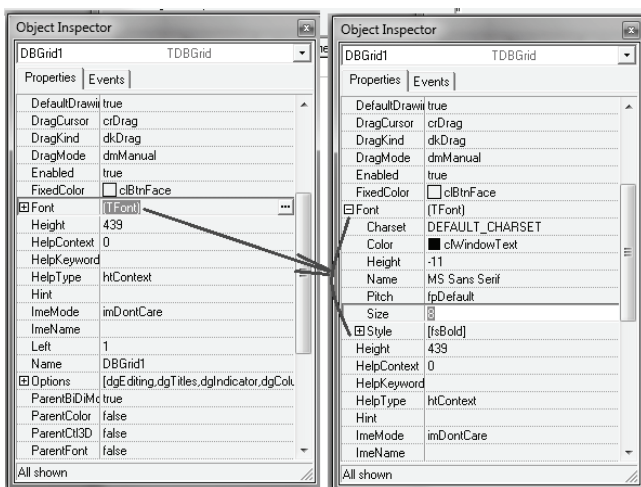 Object Inspector
DBGrid1 TDBGrid
Properties Events
DefaultDrawi true
DragCursor crDrag
DragKind dkDrag
DragMode dmManual
Enabled true
FixedColor clBtnFace
Font (TFont) ...
Height 439
HelpContext 0
HelpKeyword
HelpType htContext
Hint
ImeMode imDontCare
ImeName
Left 1
Name DBGrid1
Options [dgEditing,dgTitles,dgIndicator,dgColu
ParentBiDiMo true
ParentColor false
ParentCtl3D false
ParentFont false
All shown
Object Inspector
DBGrid1 TDBGrid
Properties Events
DefaultDrawi true
DragCursor crDrag
DragKind dkDrag
DragMode dmManual
Enabled true
FixedColor clBtnFace
Font (TFont)
Charset DEFAULT_CHARSET
Color clWindowText
Height -11
Name MS Sans Serif
Pitch fpDefault
Size 8
Style [fsBold]
Height 439
HelpContext 0
HelpKeyword
HelpType htContext
Hint
ImeMode imDontCare
ImeName
All shown